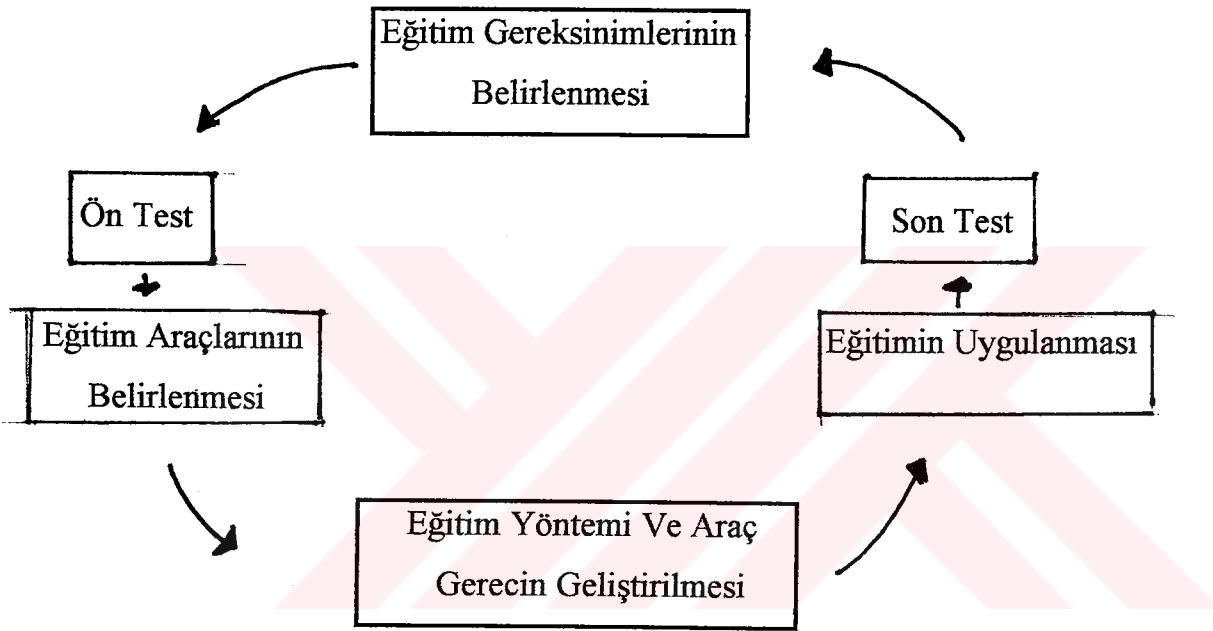 Eğitim Gereksinimlerinin
Belirlenmesi
Ön Test
Son Test
Eğitim Araçlarının
Belirlenmesi
Eğitimin Uygulanması
Eğitim Yöntemi Ve Araç
Gerecin Geliştirilmesi